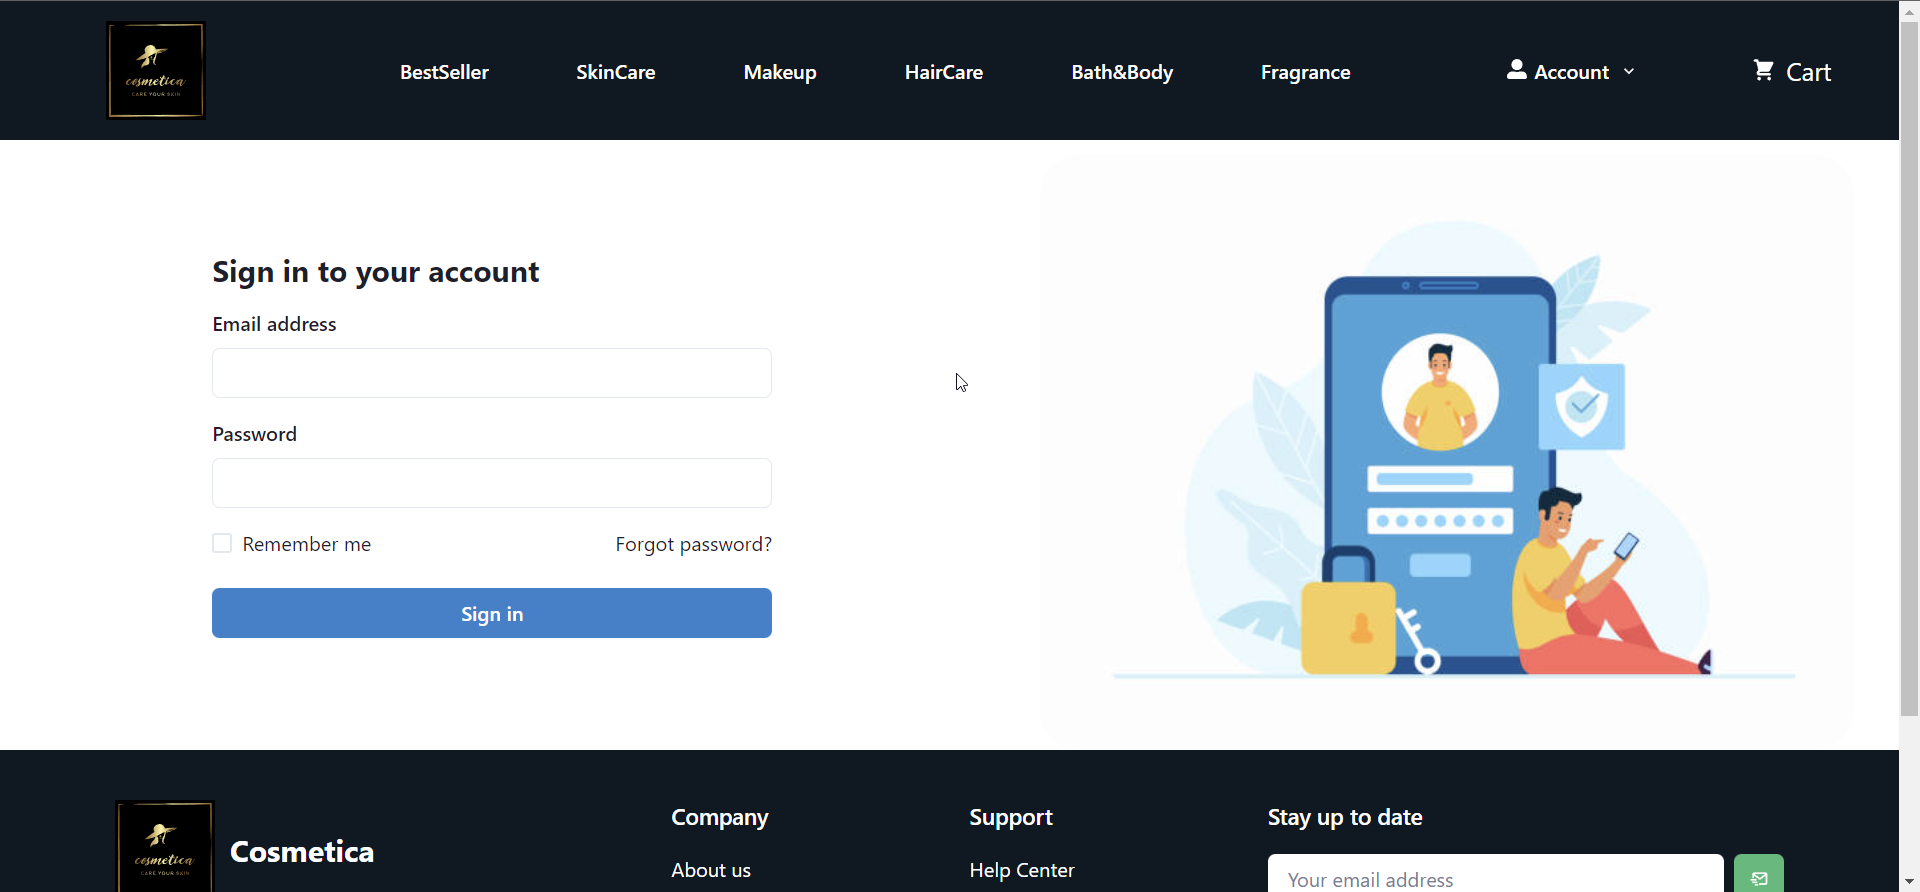 cosmetica
CARE YOUR SKIN
BestSeller
SkinCare
Makeup
HairCare
Bath&Body
Fragrance
Account
Cart
Sign in to your account
Email address
Password
Remember me
Forgot password?
Sign in
cosmetica
CARE YOUR SKIN
Cosmetica
Company
About us
Support
Help Center
Stay up to date
Your email address